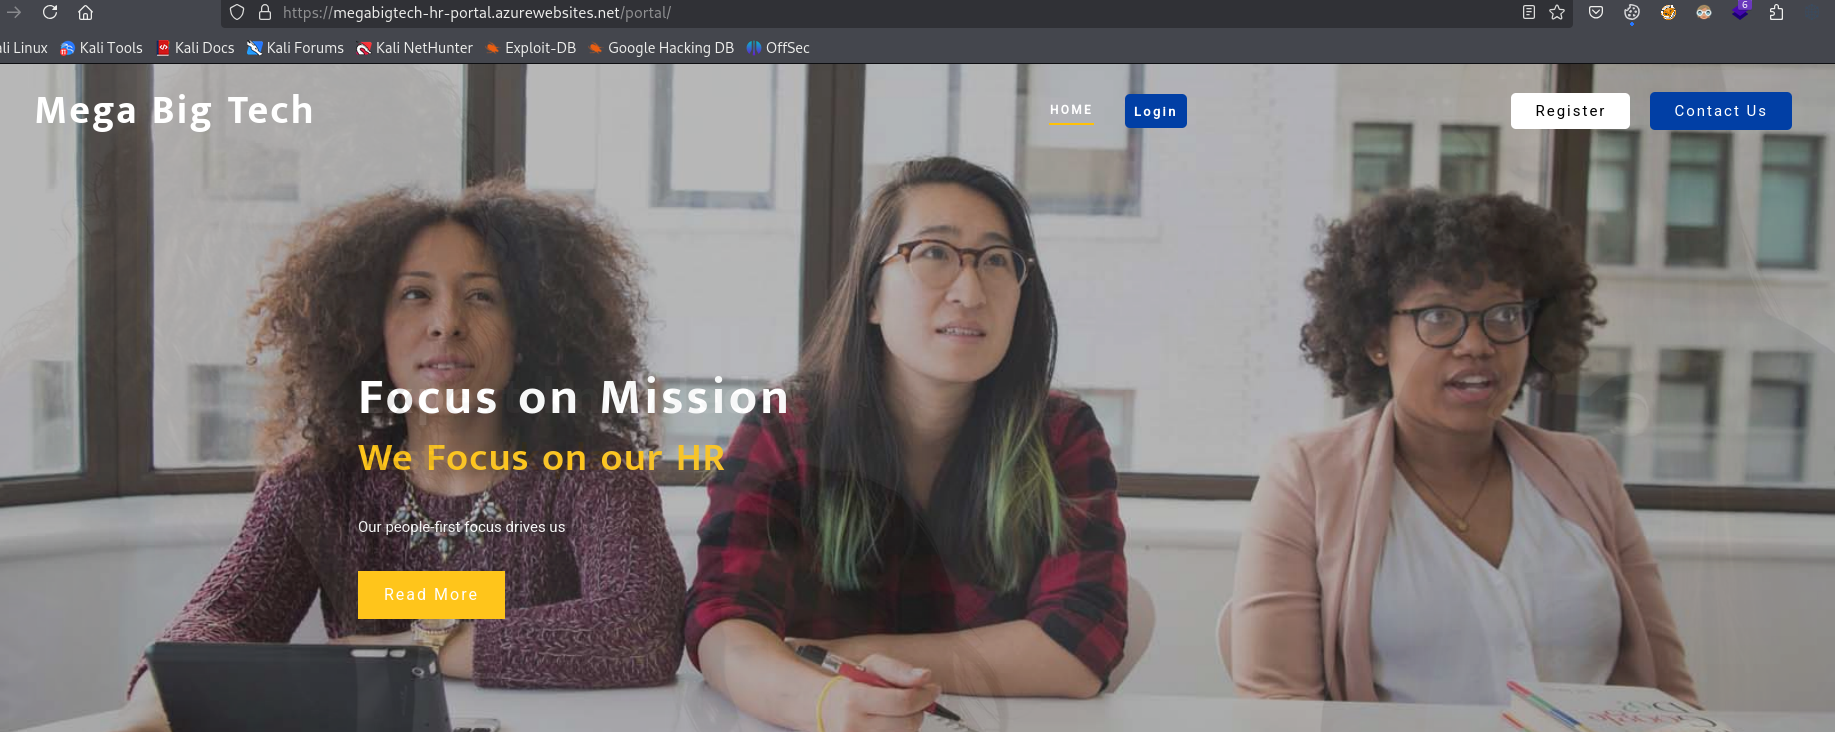 https://megabigtech-hr-portal.azurewebsites.net/portal/
6
ali Linux Kali Tools Kali Docs Kali Forums Kali NetHunter Exploit-DB Google Hacking DB OffSec
Mega Big Tech
HOME Login Register Contact Us
Focus on Mission
We Focus on our HR
Our people-first focus drives us
Read More
Google